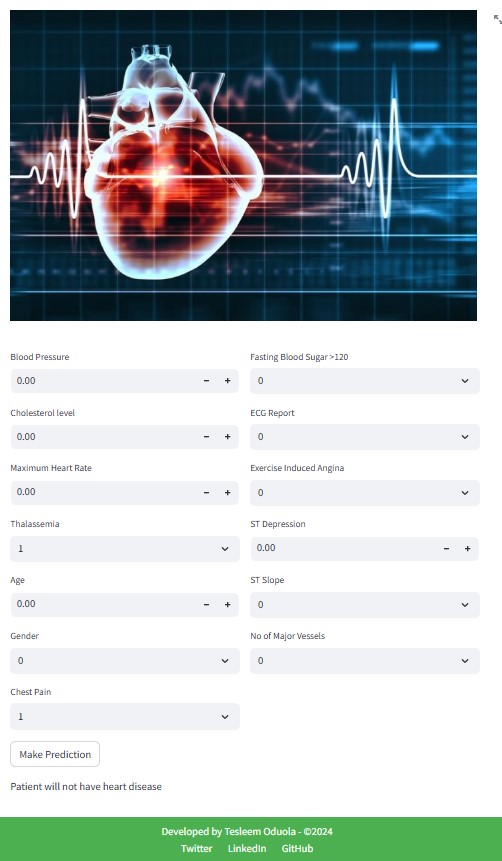 Blood Pressure
0.00 − +
Cholesterol level
0.00 − +
Maximum Heart Rate
0.00 − +
Thalassemia
1
Age
0.00 − +
Gender
0
Chest Pain
1
Fasting Blood Sugar >120
0
ECG Report
0
Exercise Induced Angina
0
ST Depression
0.00 − +
ST Slope
0
No of Major Vessels
0
Make Prediction
Patient will not have heart disease
Developed by Tesleem Oduola - ©2024
Twitter LinkedIn GitHub